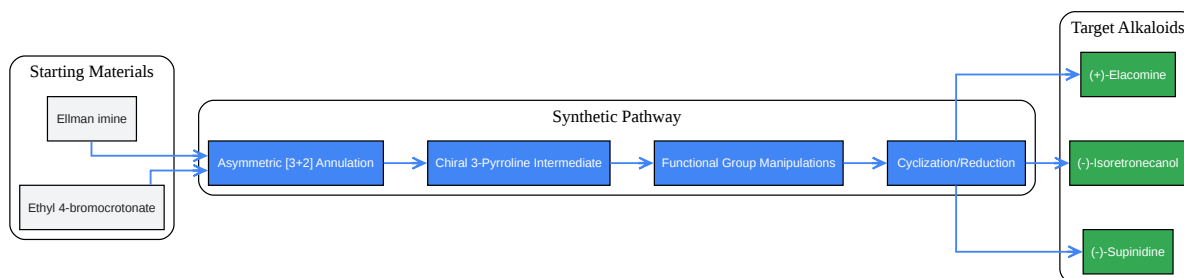 Target Alkaloids
Starting Materials
(+)-Elacomine
Ellman imine
Synthetic Pathway
Asymmetric [3+2] Annulation
Chiral 3-Pyrroline Intermediate
Functional Group Manipulations
Cyclization/Reduction
(-)-Isoretronecanol
Ethyl 4-bromocrotonate
(-)-Supinidine